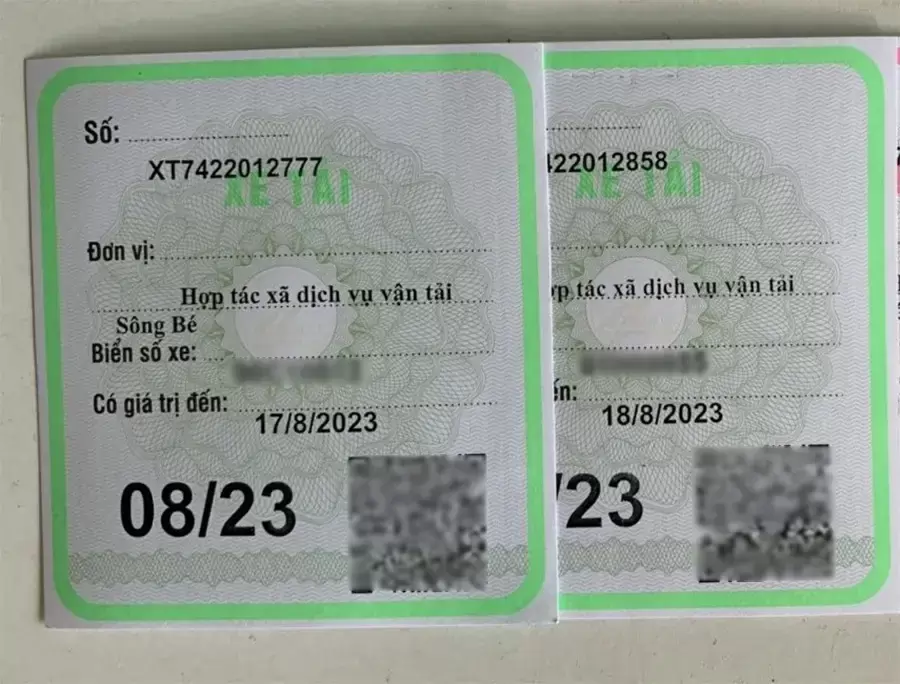 Số:
XT7422012777
XE TẢI
Đơn vị:
Hợp tác xã dịch vụ vận tải
Sông Bé
Biển số xe:
Có giá trị đến:
17/8/2023
08/23
422012858
XE TẢI
ợp tác xã dịch vụ vận tải
ến:
18/8/2023
/23